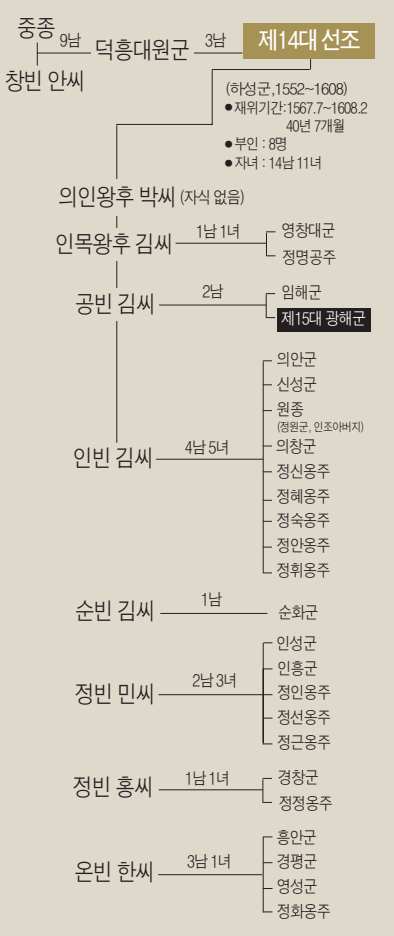 중종
9남
덕흥대원군
3남
제14대 선조
창빈 안씨
(하성군,1552~1608)
●재위기간:1567.7~1608.2
40년 7개월
●부인 : 8명
●자녀 : 14남 11녀
의인왕후 박씨 (자식 없음)
인목왕후 김씨
1남 1녀
영창대군
정명공주
공빈 김씨
2남
임해군
제15대 광해군
인빈 김씨
4남 5녀
의안군
신성군
원종
(정원군, 인조아버지)
의창군
정신옹주
정혜옹주
정숙옹주
정안옹주
정휘옹주
순빈 김씨
1남
순화군
정빈 민씨
2남 3녀
인성군
인흥군
정인옹주
정선옹주
정근옹주
정빈 홍씨
1남 1녀
경창군
정정옹주
온빈 한씨
3남 1녀
흥안군
경평군
영성군
정화옹주